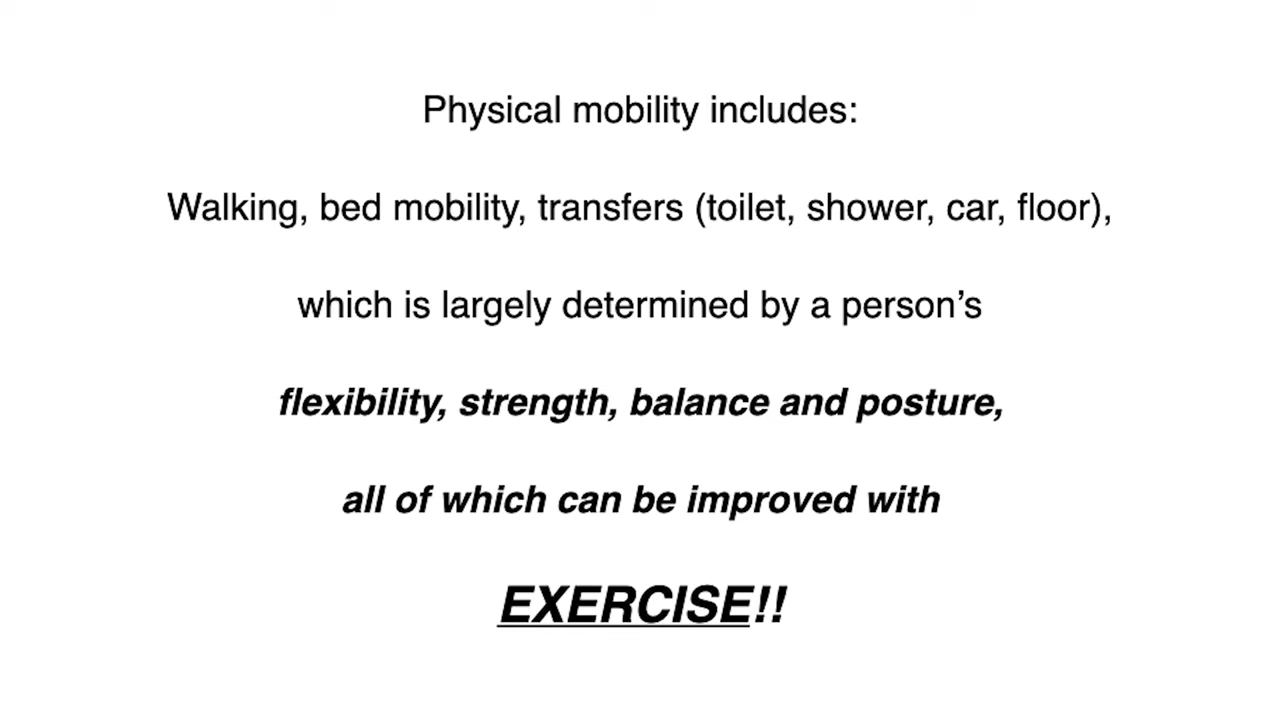 Physical mobility includes:
Walking, bed mobility, transfers (toilet, shower, car, floor),
which is largely determined by a person’s
flexibility, strength, balance and posture,
all of which can be improved with
EXERCISE!!